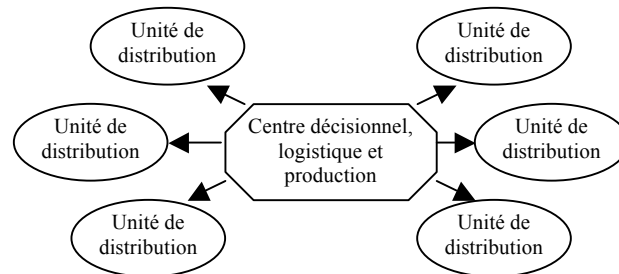 Unité de
distribution
Unité de
distribution
Unité de
distribution
Centre décisionnel,
logistique et
production
Unité de
distribution
Unité de
distribution
Unité de
distribution